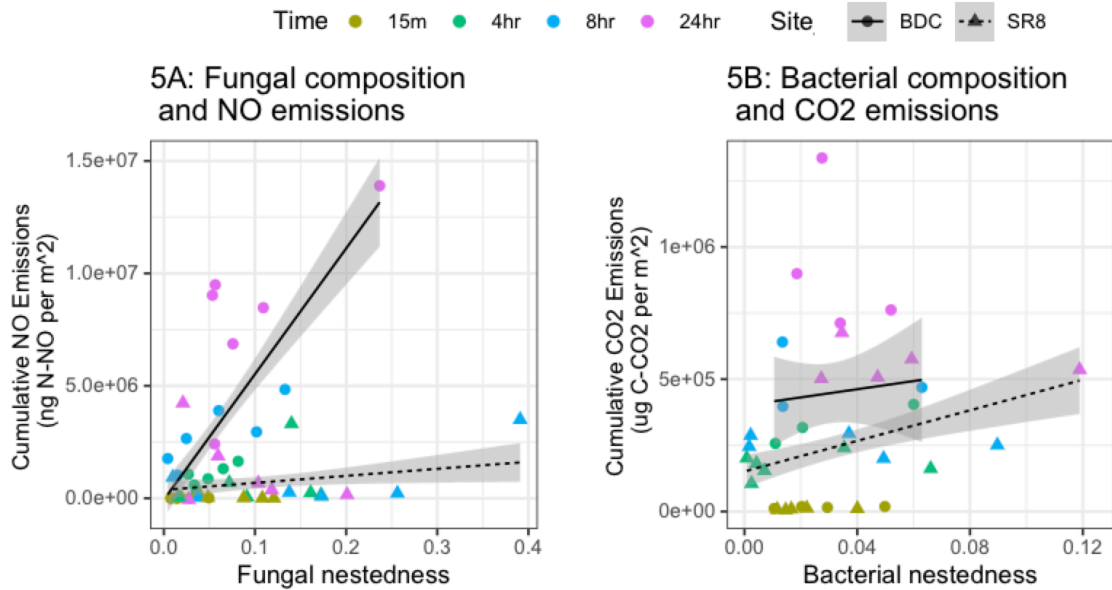 Time 15m 4hr 8hr 24hr Site BDC SR8
5A: Fungal composition
and NO emissions
Cumulative NO Emissions
(ng N-NO per m^2)
1.5e+07
1.0e+07
5.0e+06
0.0e+00
0.0 0.1 0.2 0.3 0.4
Fungal nestedness
5B: Bacterial composition
and CO2 emissions
Cumulative CO2 Emissions
(ug C-CO2 per m^2)
1e+06
5e+05
0e+00
0.00 0.04 0.08 0.12
Bacterial nestedness